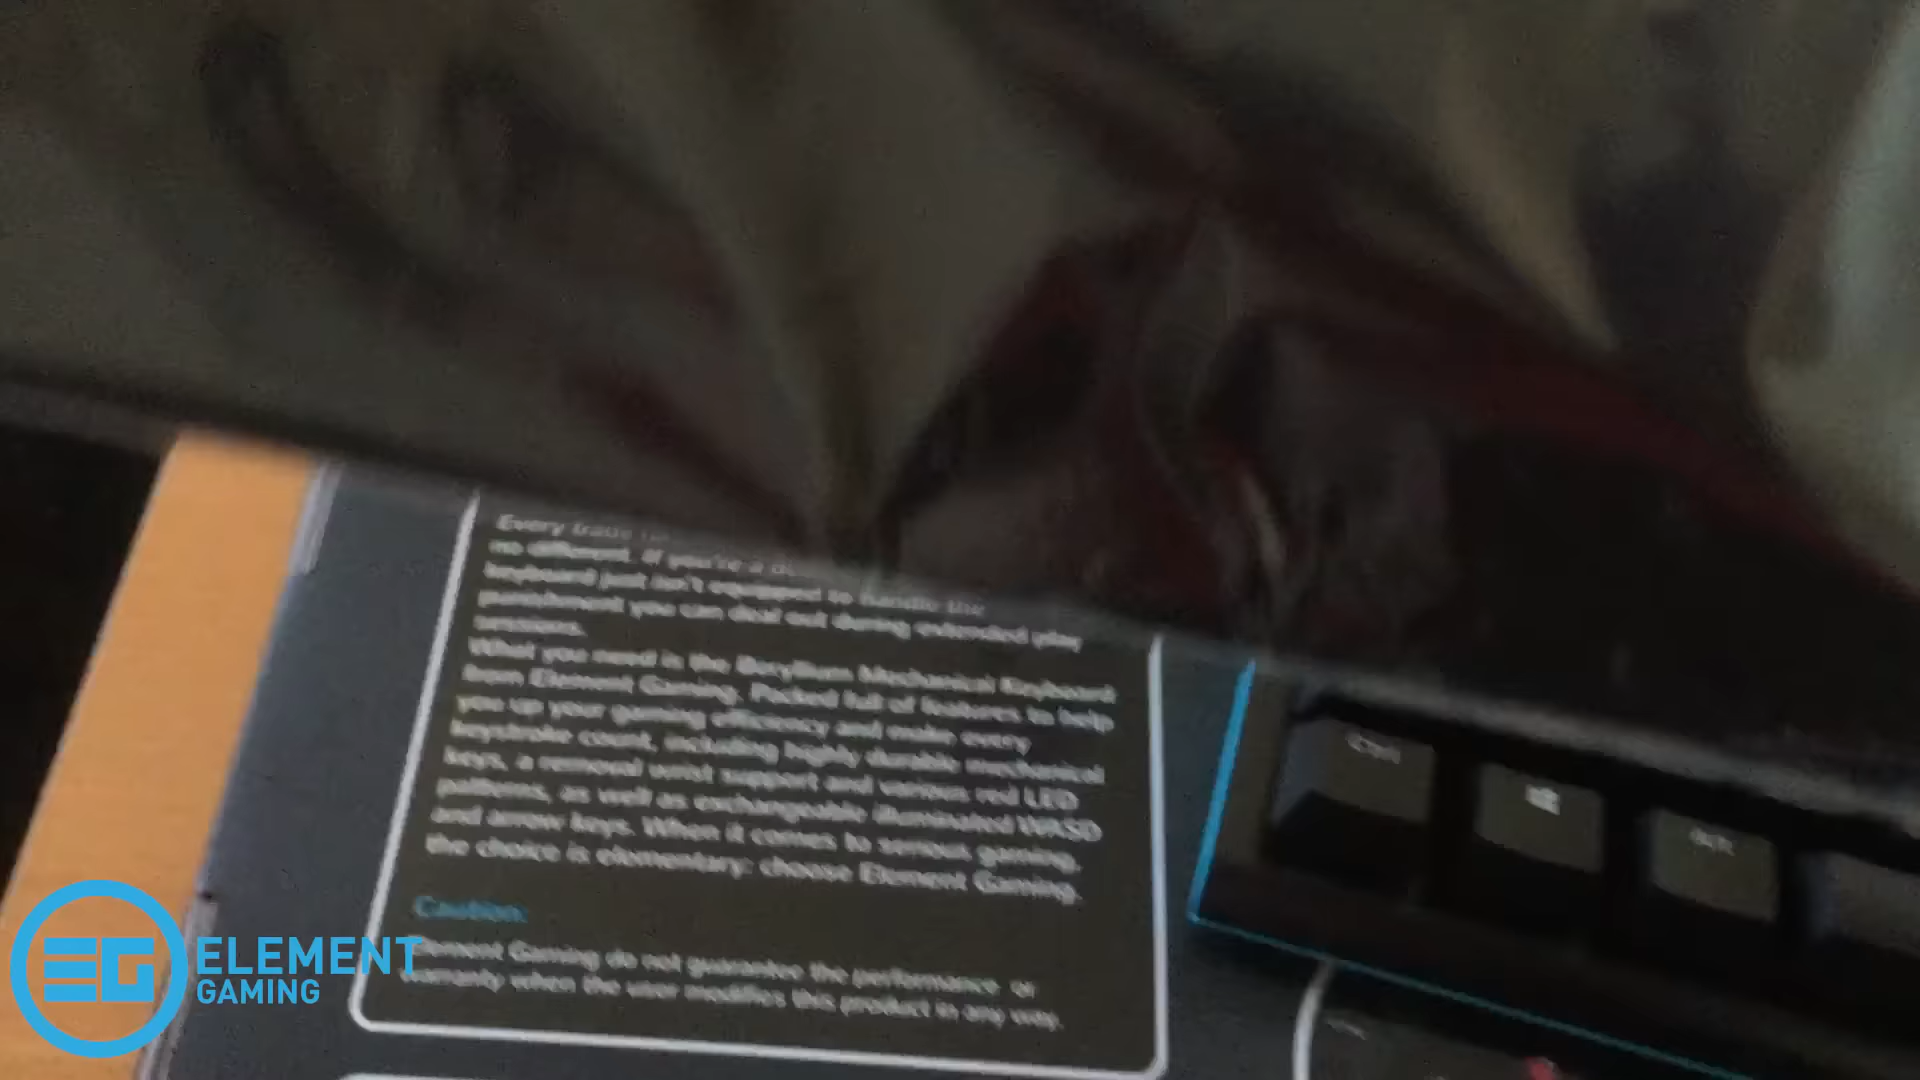 Every trade
no different. If you're a
keyboard just isn't equipped to handle the
punishment you can deal out during extended play
sessions.
What you need is the Beryllium Mechanical Keyboard
from Element Gaming. Packed full of features to help
you up your gaming efficiency and make every
keystroke count, including highly durable mechanical
keys, a removal wrist support and various red LED
patterns, as well as exchangeable illuminated WASD
and arrow keys. When it comes to serious gaming,
the choice is elementary: choose Element Gaming.
Caution:
Element Gaming do not guarantee the performance or
warranty when the user modifies this product in any way.
Ctrl
Alt
EG ELEMENT
GAMING